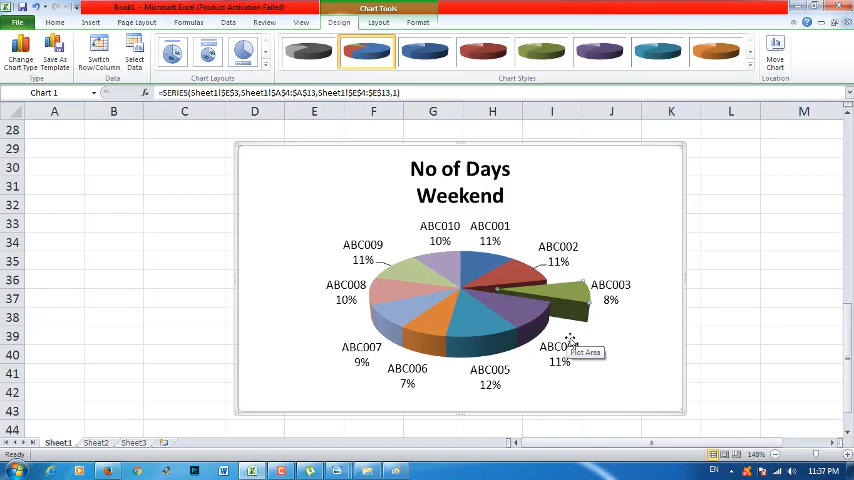 Book1 - Microsoft Excel (Product Activation Failed)
Chart Tools
File Home Insert Page Layout Formulas Data Review View Design Layout Format
Change Chart Type
Save As Template
Switch Row/Column
Select Data
Move Chart
Type Data Chart Layouts Chart Styles Location
Chart 1 fx =SERIES(Sheet1!$E$3,Sheet1!$A$4:$A$13,Sheet1!$E$4:$E$13,1)
A B C D E F G H I J K L M
28
29
30
31
32
33
34
35
36
37
38
39
40
41
42
43
44
No of Days
Weekend
ABC010 ABC001
10% 11%
ABC009
11%
ABC002
11%
ABC008
10%
ABC003
8%
ABC007
9%
11%
Plot Area
ABC006
7%
ABC005
12%
Sheet1 Sheet2 Sheet3
Ready 148%
EN 11:37 PM